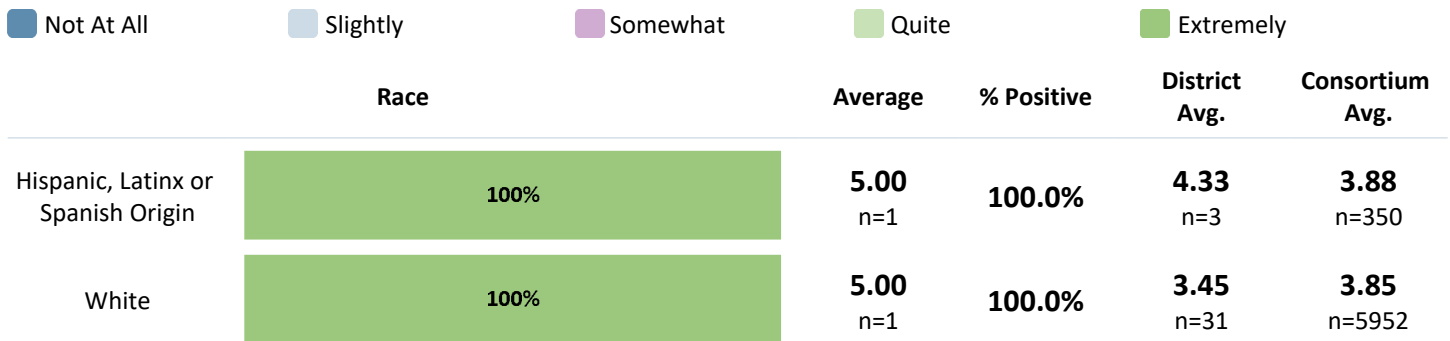 Not At All Slightly Somewhat Quite Extremely
Race Average % Positive District Avg. Consortium Avg.
Hispanic, Latinx or Spanish Origin 100% 5.00 100.0% 4.33 3.88
n=1 n=3 n=350
White 100% 5.00 100.0% 3.45 3.85
n=1 n=31 n=5952